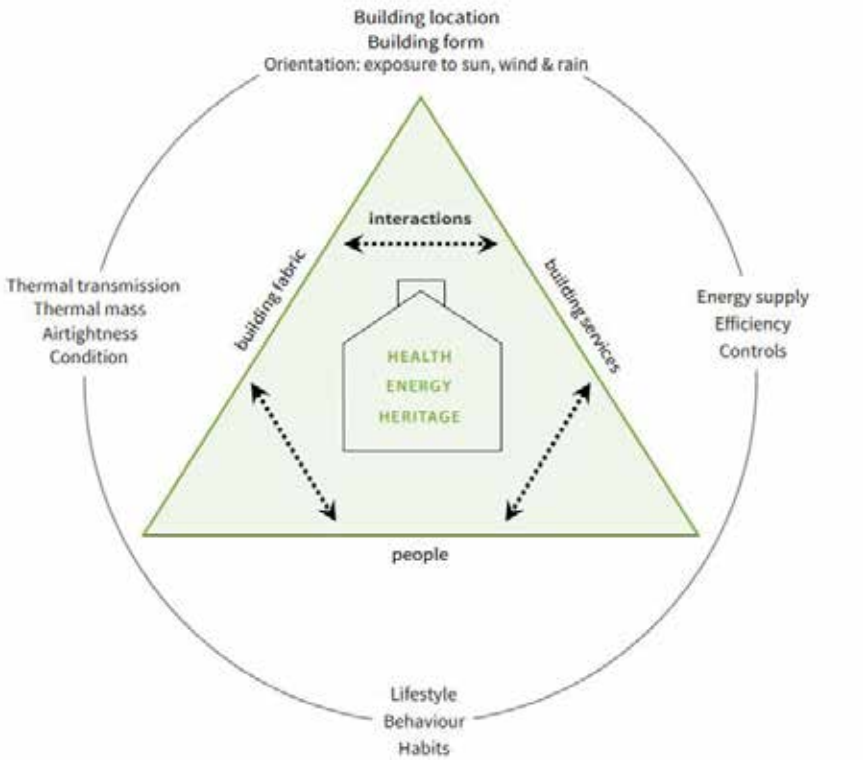 Building location
Building form
Orientation: exposure to sun, wind & rain
interactions
building fabric
building services
Thermal transmission
Thermal mass
Airtightness
Condition
Energy supply
Efficiency
Controls
HEALTH
ENERGY
HERITAGE
people
Lifestyle
Behaviour
Habits